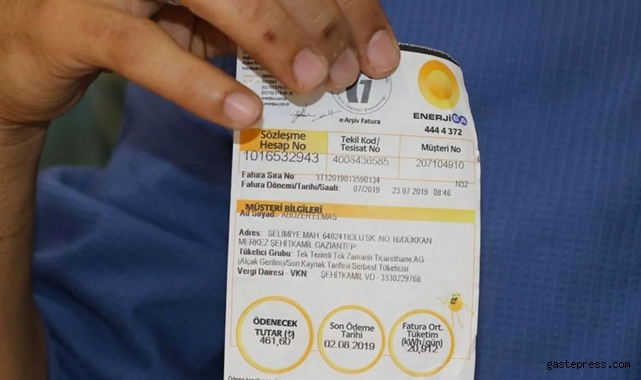 ENERJİSA
444 4 372
e-Arşiv Fatura
Sözleşme Hesap No
1016532943
Tekil Kod/ Tesisat No
4008438585
Müşteri No
207104910
Fatura Sıra No
3112019013590134
N32
Fatura Dönemi/Tarihi/Saati: 07/2019 23.07.2019 08:46
MÜŞTERİ BİLGİLERİ
Ad Soyad: ABUZER ELMAS
Adres: SELİMİYE MAH. 64024 NOLU SK. NO:16/DÜKKAN
MERKEZ ŞEHİTKAMİL GAZİANTEP
Tüketici Grubu: Tek Terimli Tek Zamanlı Ticarethane AG
(Alçak Gerilim)/Son Kaynak Tarifesi Serbest Tüketicisi
Vergi Dairesi - VKN: ŞEHİTKAMİL VD - 3330229768
ÖDENECEK
TUTAR (₺)
461,60
Son Ödeme
Tarihi
02.08.2019
Fatura Ort.
Tüketim
(kWh/gün)
20,912
gastepress.com